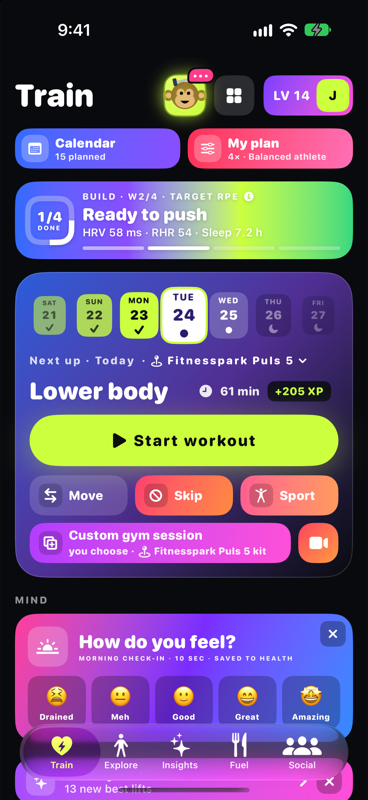 9:41
Train
LV 14
J
Calendar
15 planned
My plan
4× · Balanced athlete
1/4
DONE
BUILD · W2/4 · TARGET RPE
Ready to push
HRV 58 ms · RHR 54 · Sleep 7.2 h
SAT
21
SUN
22
MON
23
TUE
24
WED
25
THU
26
FRI
27
Next up · Today · Fitnesspark Puls 5
Lower body
61 min
+205 XP
Start workout
Move
Skip
Sport
Custom gym session
you choose · Fitnesspark Puls 5 kit
MIND
How do you feel?
MORNING CHECK-IN · 10 SEC · SAVED TO HEALTH
Drained
Meh
Good
Great
Amazing
Train
Explore
Insights
Fuel
Social
13 new best lifts